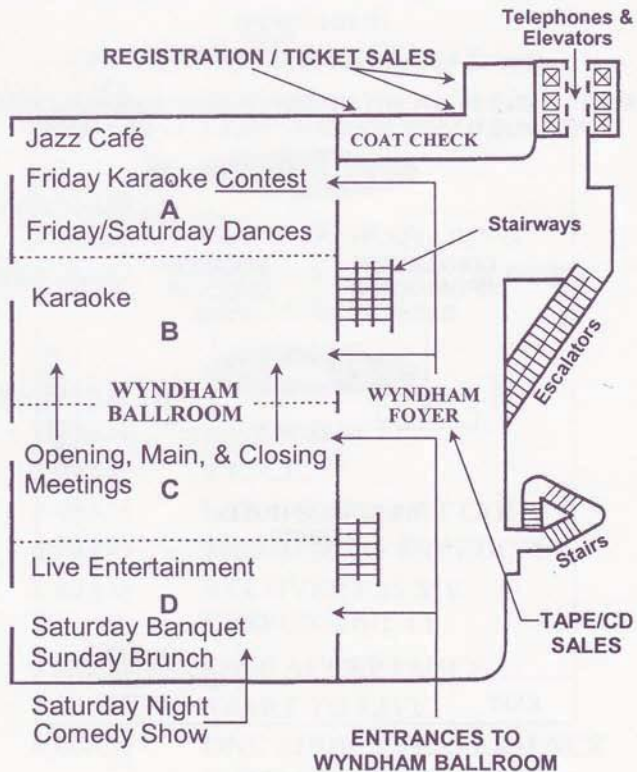 Telephones &
Elevators
REGISTRATION / TICKET SALES
Jazz Café
COAT CHECK
Friday Karaoke Contest
A
Friday/Saturday Dances
Stairways
Karaoke
B
Escalators
WYNDHAM
BALLROOM
WYNDHAM
FOYER
Opening, Main, & Closing
Meetings
C
Stairs
Live Entertainment
D
TAPE/CD
SALES
Saturday Banquet
Sunday Brunch
Saturday Night
Comedy Show
ENTRANCES TO
WYNDHAM BALLROOM